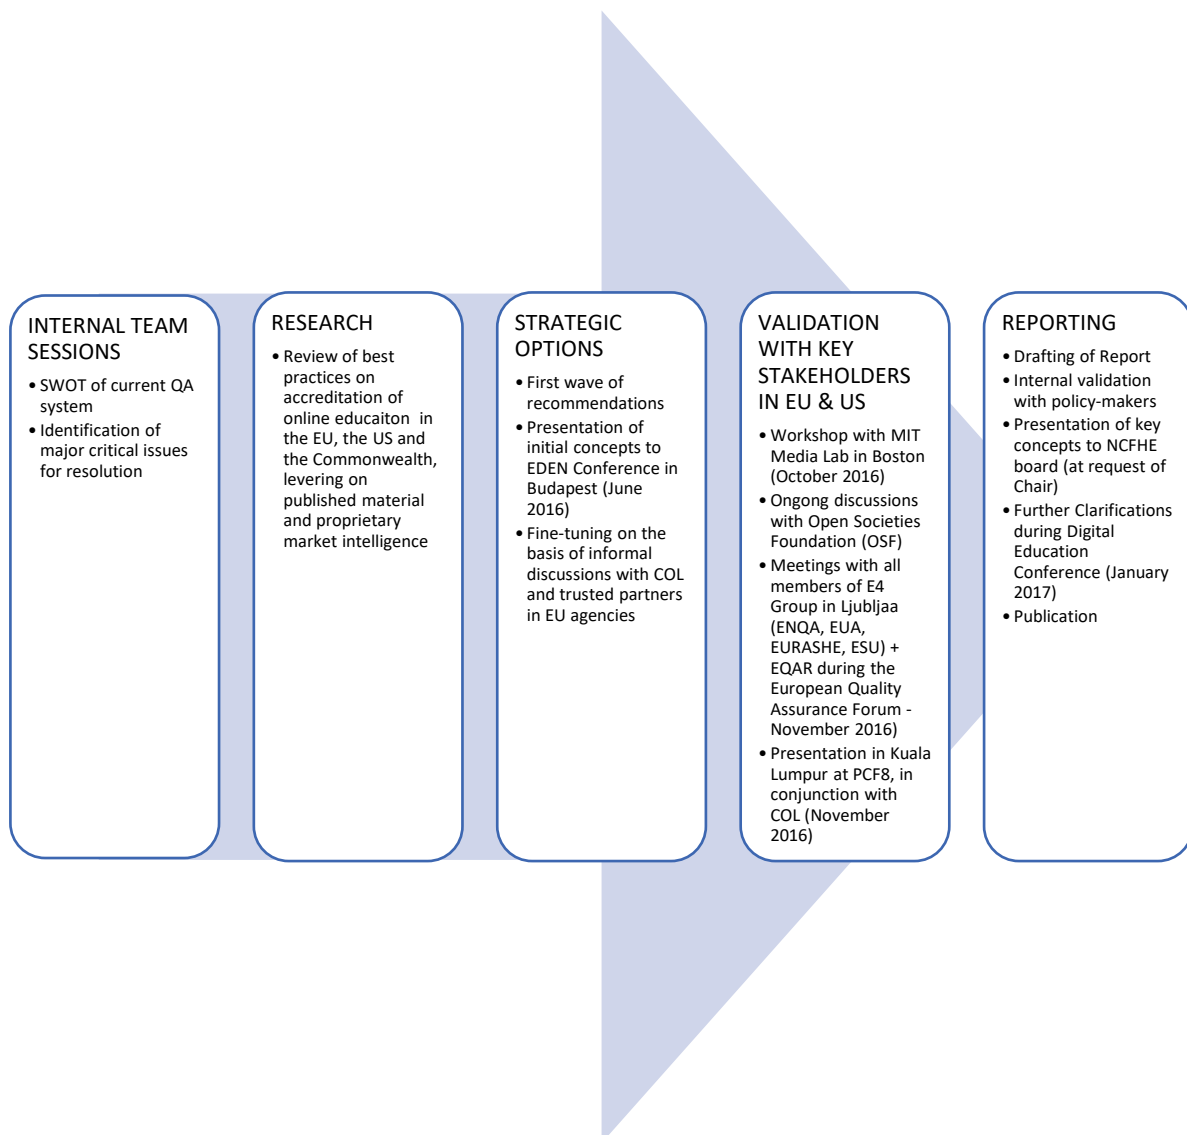 INTERNAL TEAM
SESSIONS
• SWOT of current QA
system
• Identification of
major critical issues
for resolution
RESEARCH
• Review of best
practices on
accreditation of
online educaiton in
the EU, the US and
the Commonwealth,
levering on
published material
and proprietary
market intelligence
STRATEGIC
OPTIONS
• First wave of
recommendations
• Presentation of
initial concepts to
EDEN Conference in
Budapest (June
2016)
• Fine-tuning on the
basis of informal
discussions with COL
and trusted partners
in EU agencies
VALIDATION
WITH KEY
STAKEHOLDERS
IN EU & US
• Workshop with MIT
Media Lab in Boston
(October 2016)
• Ongong discussions
with Open Societies
Foundation (OSF)
• Meetings with all
members of E4
Group in Ljubljaa
(ENQA, EUA,
EURASHE, ESU) +
EQAR during the
European Quality
Assurance Forum -
November 2016)
• Presentation in Kuala
Lumpur at PCF8, in
conjunction with
COL (November
2016)
REPORTING
• Drafting of Report
• Internal validation
with policy-makers
• Presentation of key
concepts to NCFHE
board (at request of
Chair)
• Further Clarifications
during Digital
Education
Conference (January
2017)
• Publication